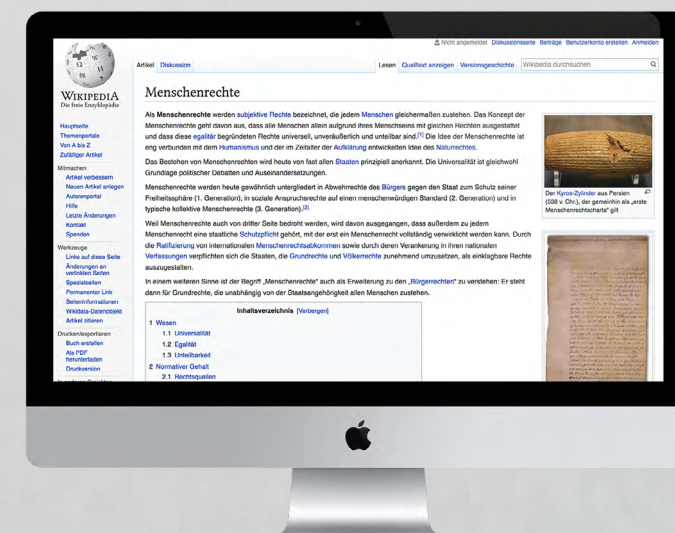 Nicht angemeldet Diskussionsseite Beiträge Benutzerkonto erstellen Anmelden
Artikel Diskussion
Lesen Quelltext anzeigen Versionsgeschichte Wikipedia durchsuchen
WIKIPEDIA
Die freie Enzyklopädie
Hauptseite
Themenportale
Von A bis Z
Zufälliger Artikel
Mitmachen
Artikel verbessern
Neuen Artikel anlegen
Autorenportal
Hilfe
Letzte Änderungen
Kontakt
Spenden
Werkzeuge
Links auf diese Seite
Änderungen an
verlinkten Seiten
Spezialseiten
Permanenter Link
Seiteninformationen
Wikidata-Datenobjekt
Artikel zitieren
Drucken/exportieren
Buch erstellen
Als PDF
herunterladen
Druckversion
In anderen Projekten
Menschenrechte
Als Menschenrechte werden subjektive Rechte bezeichnet, die jedem Menschen gleichermaßen zustehen. Das Konzept der
Menschenrechte geht davon aus, dass alle Menschen allein aufgrund ihres Menschseins mit gleichen Rechten ausgestattet
und dass diese egalitär begründeten Rechte universell, unveräußerlich und unteilbar sind.[1] Die Idee der Menschenrechte ist
eng verbunden mit dem Humanismus und der im Zeitalter der Aufklärung entwickelten Idee des Naturrechtes.
Das Bestehen von Menschenrechten wird heute von fast allen Staaten prinzipiell anerkannt. Die Universalität ist gleichwohl
Grundlage politischer Debatten und Auseinandersetzungen.
Menschenrechte werden heute gewöhnlich untergliedert in Abwehrrechte des Bürgers gegen den Staat zum Schutz seiner
Freiheitssphäre (1. Generation), in soziale Anspruchsrechte auf einen menschenwürdigen Standard (2. Generation) und in
typische kollektive Menschenrechte (3. Generation).[2]
Weil Menschenrechte auch von dritter Seite bedroht werden, wird davon ausgegangen, dass außerdem zu jedem
Menschenrecht eine staatliche Schutzpflicht gehört, mit der erst ein Menschenrecht vollständig verwirklicht werden kann. Durch
die Ratifizierung von internationalen Menschenrechtsabkommen sowie durch deren Verankerung in ihren nationalen
Verfassungen verpflichten sich die Staaten, die Grundrechte und Völkerrechte zunehmend umzusetzen, als einklagbare Rechte
auszugestalten.
In einem weiteren Sinne ist der Begriff „Menschenrechte" auch als Erweiterung zu den „Bürgerrechten" zu verstehen: Er steht
dann für Grundrechte, die unabhängig von der Staatsangehörigkeit allen Menschen zustehen.
Inhaltsverzeichnis [Verbergen]
1 Wesen
1.1 Universalität
1.2 Egalität
1.3 Unteilbarkeit
2 Normativer Gehalt
2.1 Rechtsquellen
Der Kyros-Zylinder aus Persien
(538 v. Chr.), der gemeinhin als „erste
Menschenrechtscharta" gilt